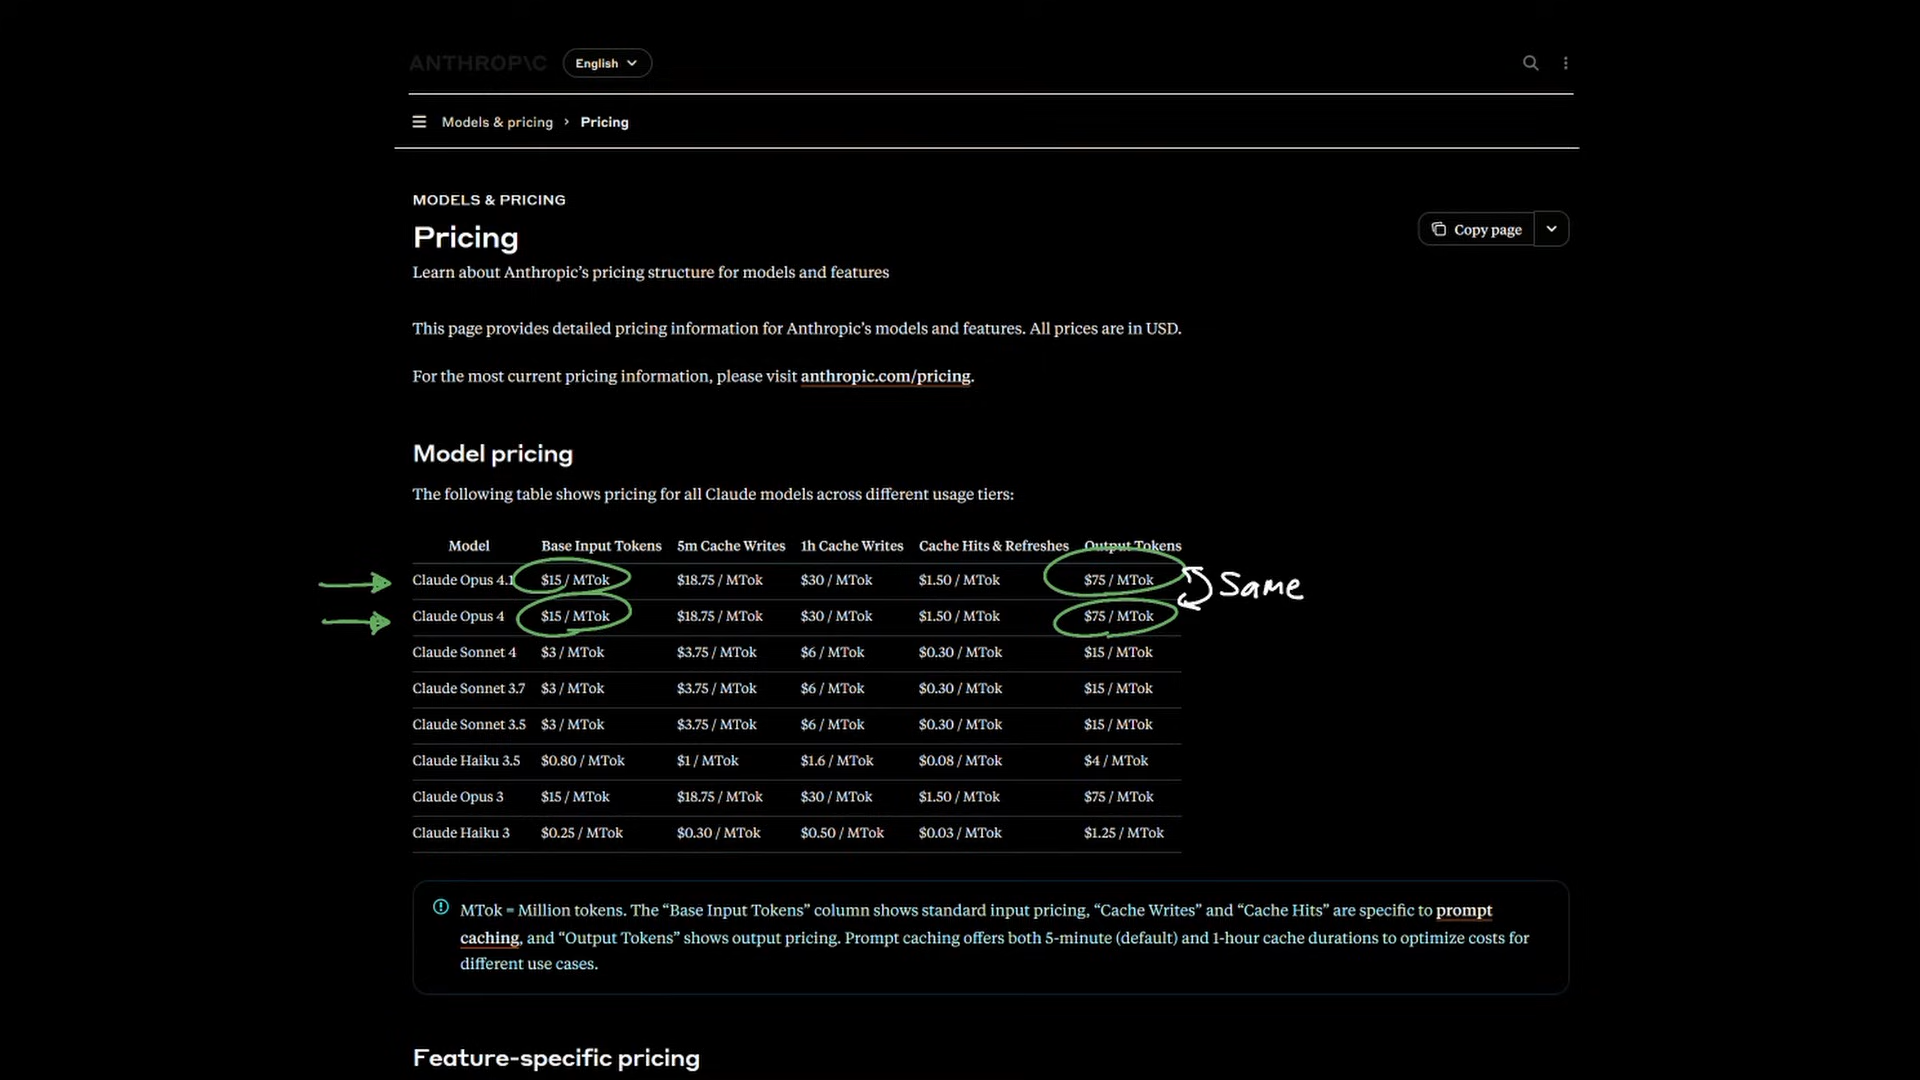 ANTHROP\C English
Models & pricing › Pricing
MODELS & PRICING
Pricing
Copy page
Learn about Anthropic’s pricing structure for models and features
This page provides detailed pricing information for Anthropic’s models and features. All prices are in USD.
For the most current pricing information, please visit anthropic.com/pricing.
Model pricing
The following table shows pricing for all Claude models across different usage tiers:
Model Base Input Tokens 5m Cache Writes 1h Cache Writes Cache Hits & Refreshes Output Tokens
Claude Opus 4.1 $15 / MTok $18.75 / MTok $30 / MTok $1.50 / MTok $75 / MTok
Same
Claude Opus 4 $15 / MTok $18.75 / MTok $30 / MTok $1.50 / MTok $75 / MTok
Claude Sonnet 4 $3 / MTok $3.75 / MTok $6 / MTok $0.30 / MTok $15 / MTok
Claude Sonnet 3.7 $3 / MTok $3.75 / MTok $6 / MTok $0.30 / MTok $15 / MTok
Claude Sonnet 3.5 $3 / MTok $3.75 / MTok $6 / MTok $0.30 / MTok $15 / MTok
Claude Haiku 3.5 $0.80 / MTok $1 / MTok $1.6 / MTok $0.08 / MTok $4 / MTok
Claude Opus 3 $15 / MTok $18.75 / MTok $30 / MTok $1.50 / MTok $75 / MTok
Claude Haiku 3 $0.25 / MTok $0.30 / MTok $0.50 / MTok $0.03 / MTok $1.25 / MTok
MTok = Million tokens. The “Base Input Tokens” column shows standard input pricing, “Cache Writes” and “Cache Hits” are specific to prompt
caching, and “Output Tokens” shows output pricing. Prompt caching offers both 5-minute (default) and 1-hour cache durations to optimize costs for
different use cases.
Feature-specific pricing